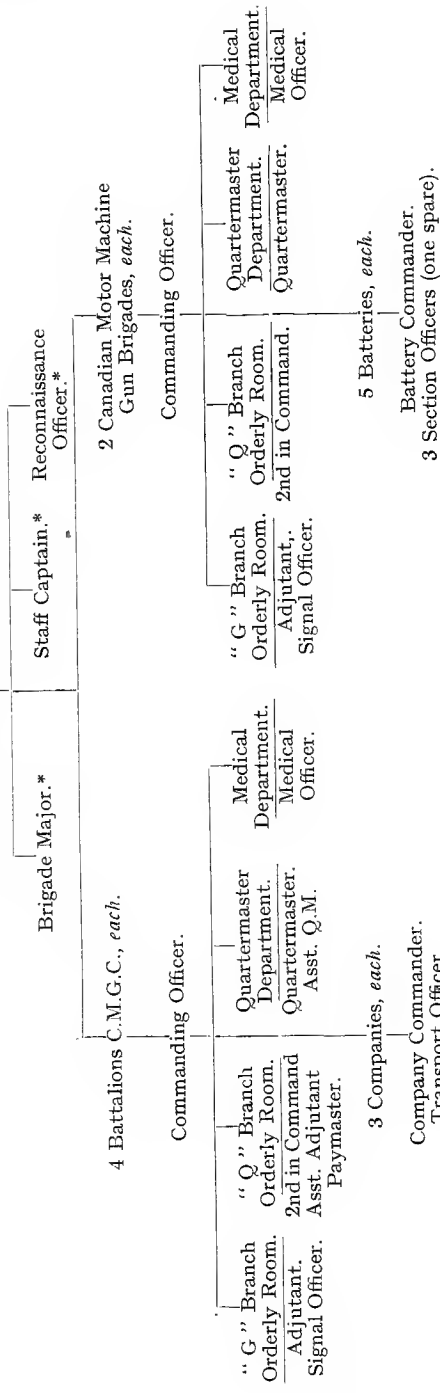 Brigade Major.*
Staff Captain.*
Reconnaissance
Officer.*
4 Battalions C.M.G.C., each.
Commanding Officer.
"G" Branch
Orderly Room.
Adjutant.
Signal Officer.
"Q" Branch
Orderly Room.
2nd in Command
Asst. Adjutant
Paymaster.
Quartermaster
Department.
Quartermaster.
Asst. Q.M.
Medical
Department.
Medical
Officer.
3 Companies, each.
Company Commander.
Transport Officer
2 Canadian Motor Machine
Gun Brigades, each.
Commanding Officer.
"G" Branch
Orderly Room.
Adjutant,.
Signal Officer.
"Q" Branch
Orderly Room.
2nd in Command.
Quartermaster
Department.
Quartermaster.
Medical
Department.
Medical
Officer.
5 Batteries, each.
Battery Commander.
3 Section Officers (one spare).